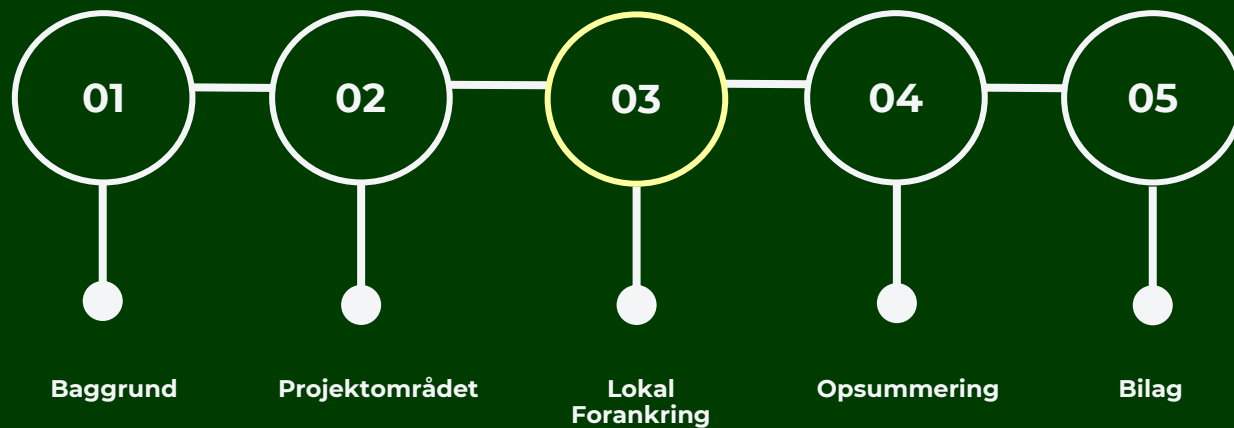 01
02
03
04
05
Baggrund
Projektområdet
Lokal
Forankring
Opsummering
Bilag